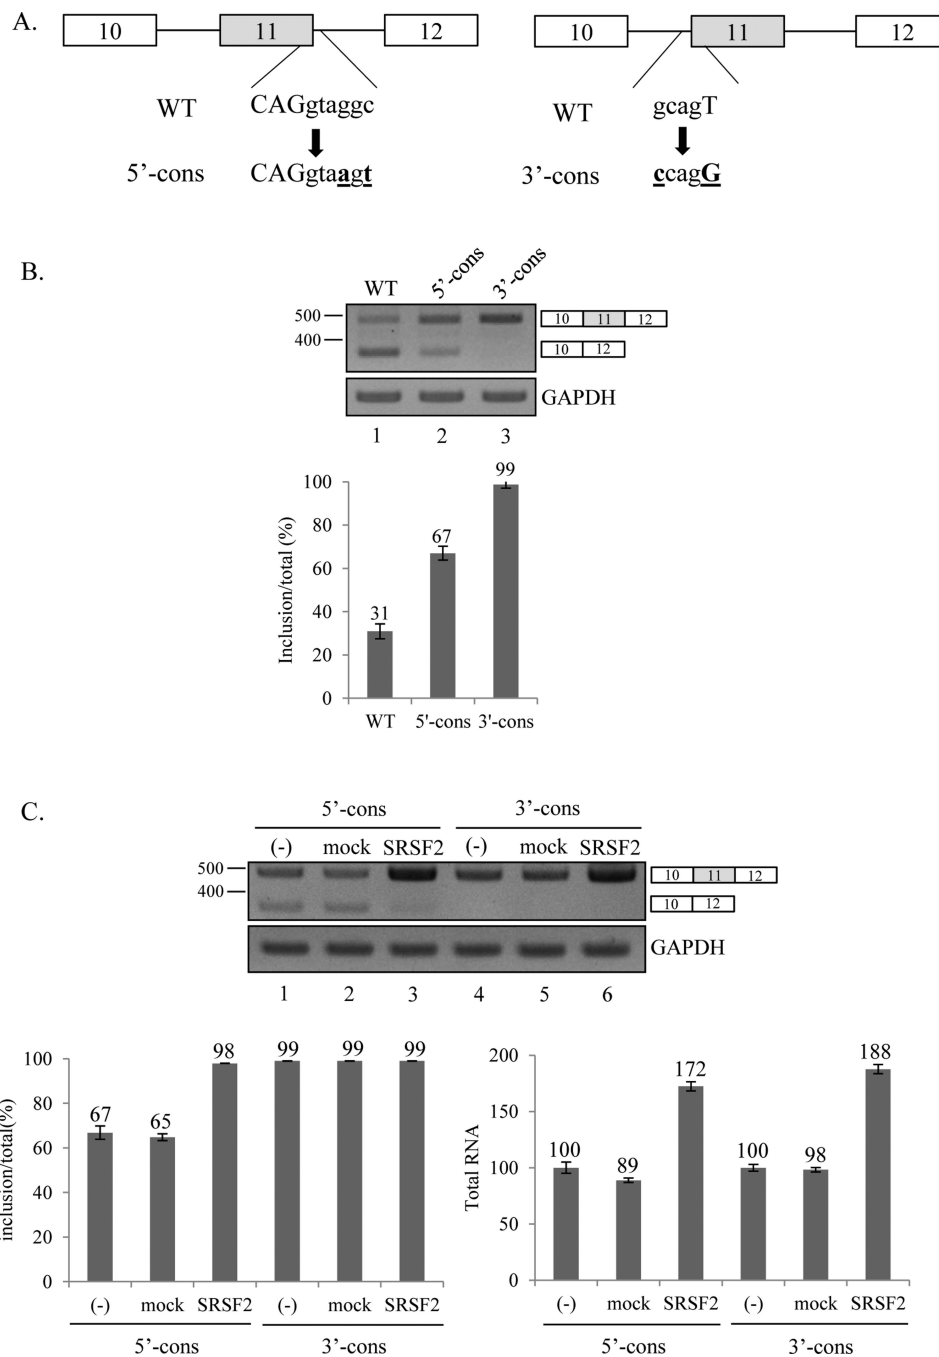 A.
10 11 12 10 11 12
WT CAGgtaggc WT gcagT
5’-cons CAGgtaagt 3’-cons ccagG
B.
WT 5’-cons 3’-cons
500 10 11 12
400
10 12
GAPDH
1 2 3
Inclusion/total (%)
100
80
60
40
20
0
31 67 99
WT 5'-cons 3'-cons
C.
5’-cons 3’-cons
(-) mock SRSF2 (-) mock SRSF2
500 10 11 12
400
10 12
GAPDH
1 2 3 4 5 6
inclusion/total(%)
100
80
60
40
20
0
67 65 98 99 99 99
(-) mock SRSF2 (-) mock SRSF2
5’-cons 3’-cons
Total RNA
200
150
100
50
0
100 89 172 100 98 188
(-) mock SRSF2 (-) mock SRSF2
5’-cons 3’-cons